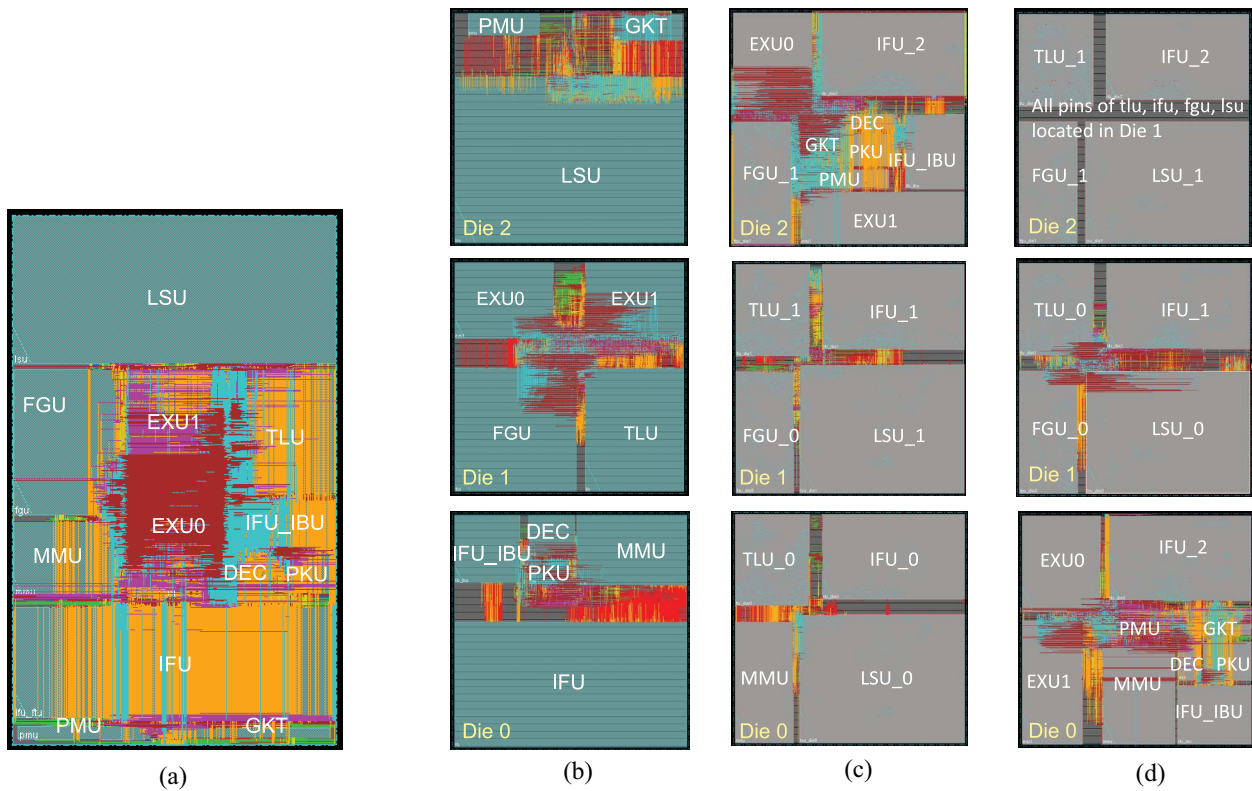 LSU
lsu
FGU
EXU1
TLU
fgu
EXU0
IFU_IBU
MMU
DEC
PKU
mmu
IFU
ifu_ftu
PMU
GKT
pmu
(a)
PMU
GKT
LSU
Die 2
EXU0
EXU1
FGU
TLU
Die 1
DEC
IFU_IBU
MMU
PKU
IFU
Die 0
(b)
EXU0
IFU_2
DEC
GKT
PKU
IFU_IBU
FGU_1
PMU
EXU1
Die 2
TLU_1
IFU_1
FGU_0
LSU_1
Die 1
TLU_0
IFU_0
MMU
LSU_0
Die 0
(c)
TLU_1
IFU_2
All pins of tlu, ifu, fgu, lsu
located in Die 1
FGU_1
LSU_1
Die 2
TLU_0
IFU_1
FGU_0
LSU_0
Die 1
EXU0
IFU_2
PMU
GKT
DEC
PKU
EXU1
MMU
IFU_IBU
Die 0
(d)